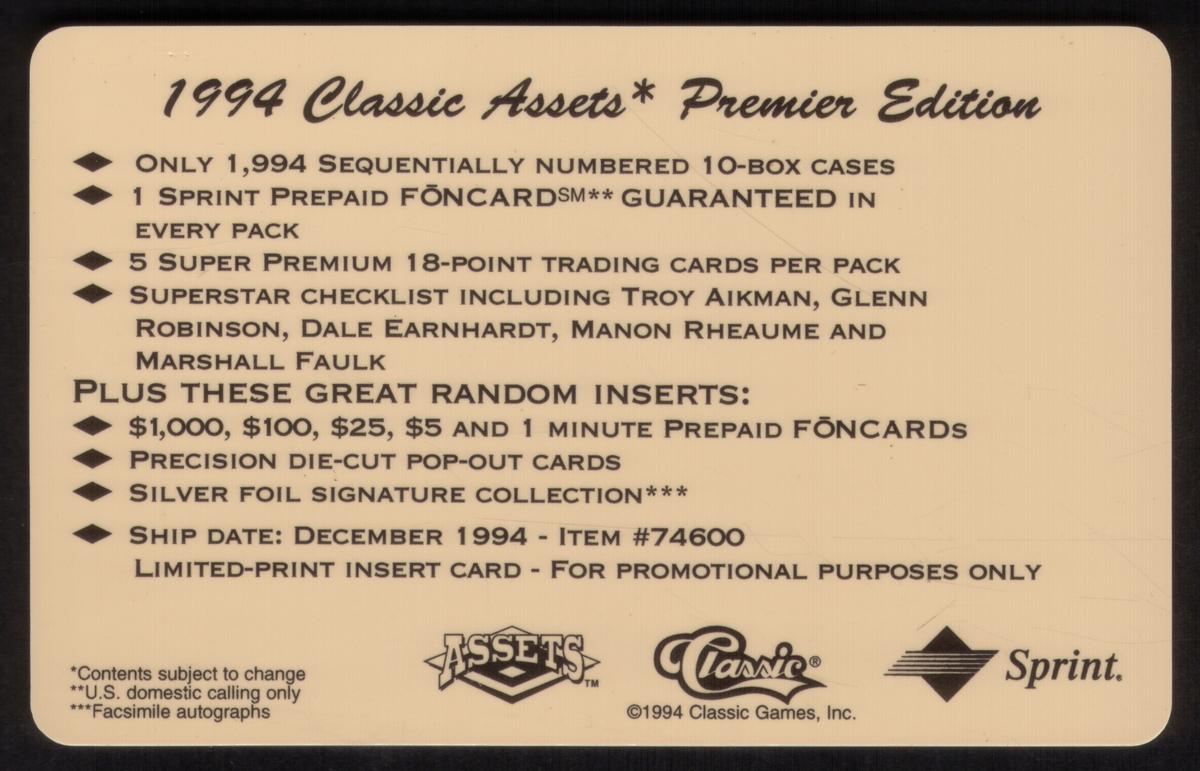 1994 Classic Assets* Premier Edition
◆ Only 1,994 Sequentially numbered 10-box cases
◆ 1 Sprint Prepaid FŌNCARD℠** GUARANTEED in
every pack
◆ 5 Super Premium 18-point trading cards per pack
◆ Superstar checklist including Troy Aikman, Glenn
Robinson, Dale Earnhardt, Manon Rheaume and
Marshall Faulk
Plus these great random inserts:
◆ $1,000, $100, $25, $5 and 1 minute Prepaid FŌNCARDs
◆ Precision die-cut pop-out cards
◆ Silver foil signature collection***
◆ Ship date: December 1994 - Item #74600
Limited-print insert card - For promotional purposes only
*Contents subject to change
**U.S. domestic calling only
***Facsimile autographs
ASSETS™
Classic®
©1994 Classic Games, Inc.
Sprint®